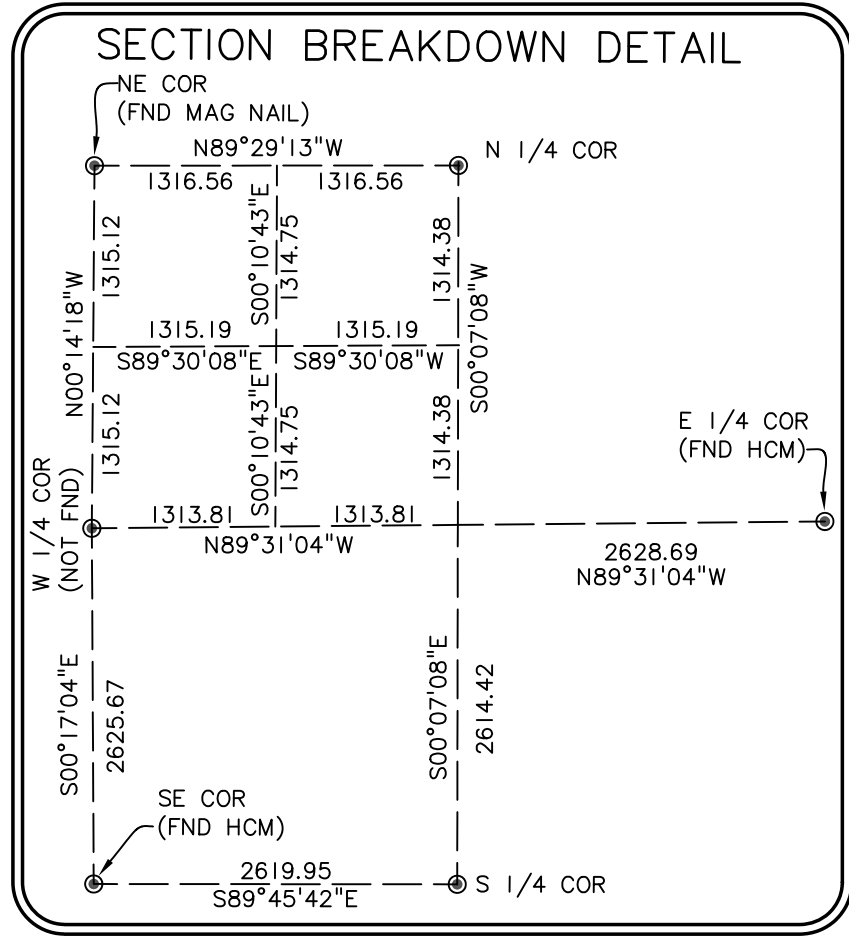 SECTION BREAKDOWN DETAIL
NE COR
(FND MAG NAIL)
N89°29'13"W
N 1/4 COR
1316.56
1316.56
1315.12
S00°10'43"E
1314.75
1314.38
N00°14'18"W
S00°07'08"W
1315.19
1315.19
S89°30'08"E
S89°30'08"W
1315.12
S00°10'43"E
1314.75
1314.38
E 1/4 COR
(FND HCM)
W 1/4 COR
(NOT FND)
1313.81
1313.81
N89°31'04"W
2628.69
N89°31'04"W
S00°17'04"E
2625.67
S00°07'08"E
2614.42
SE COR
(FND HCM)
2619.95
S89°45'42"E
S 1/4 COR